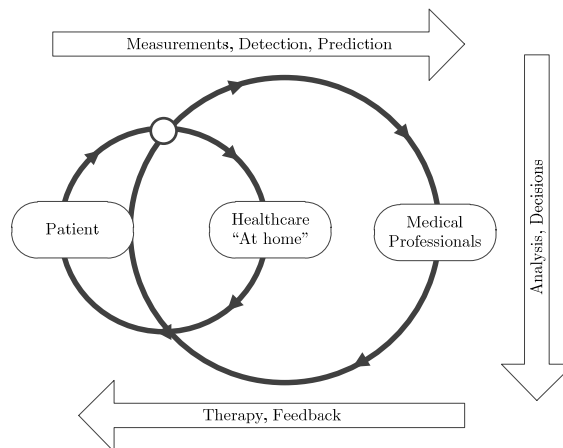 Measurements, Detection, Prediction
Patient
Healthcare
“At home”
Medical
Professionals
Analysis, Decisions
Therapy, Feedback